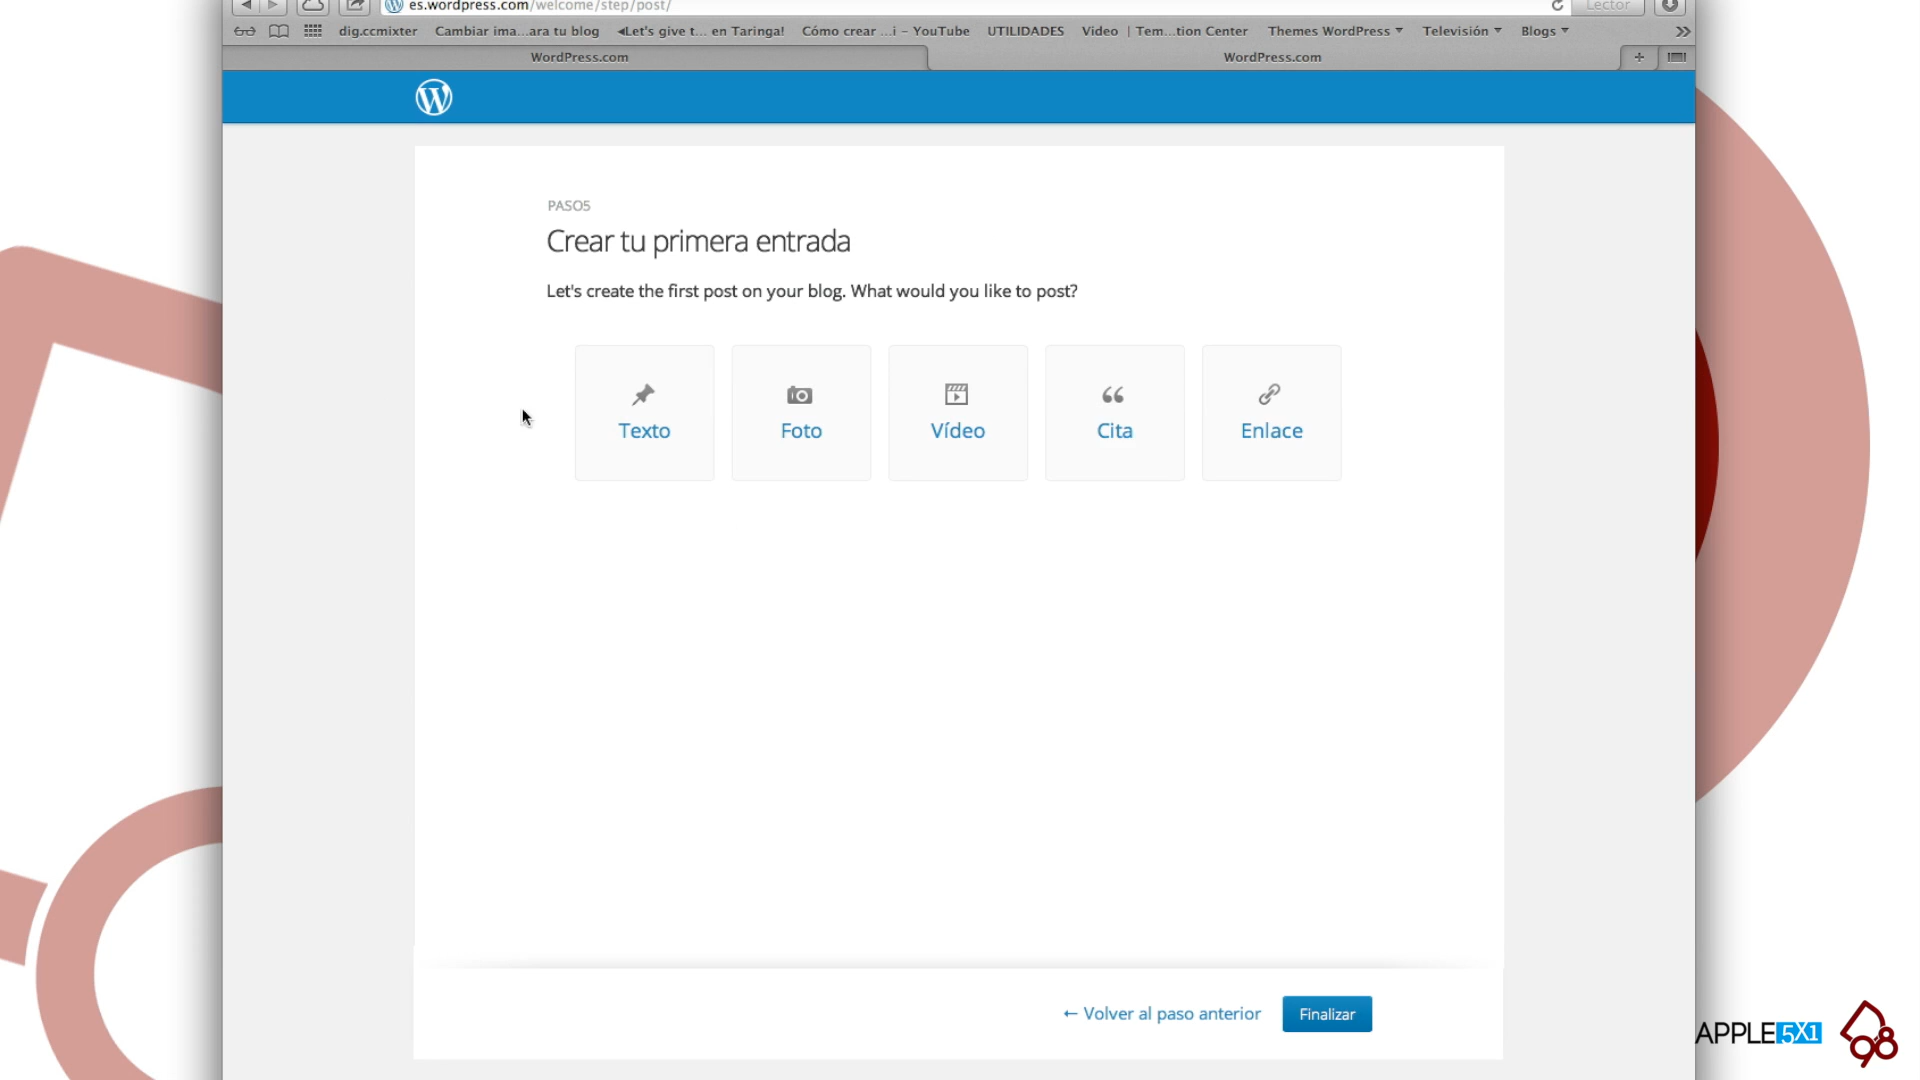 es.wordpress.com/welcome/step/post/
Lector
dig.ccmixter Cambiar ima...ara tu blog ◀Let's give t... en Taringa! Cómo crear ...i – YouTube UTILIDADES Video | Tem...tion Center Themes WordPress ▼ Televisión ▼ Blogs ▼ »
WordPress.com WordPress.com +
W
PASO5
Crear tu primera entrada
Let's create the first post on your blog. What would you like to post?
Texto Foto Vídeo Cita Enlace
← Volver al paso anterior Finalizar
APPLE5X1 98